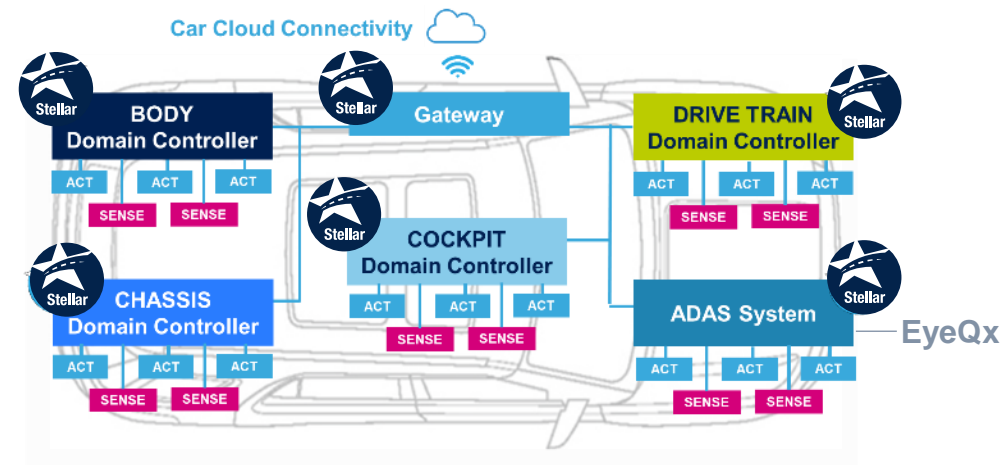 Car Cloud Connectivity
Stellar
BODY
Domain Controller
ACT
ACT
ACT
SENSE
SENSE
Stellar
Gateway
DRIVE TRAIN
Domain Controller
Stellar
ACT
ACT
ACT
SENSE
SENSE
Stellar
COCKPIT
Domain Controller
ACT
ACT
ACT
SENSE
SENSE
Stellar
CHASSIS
Domain Controller
ACT
ACT
ACT
SENSE
SENSE
Stellar
ADAS System
EyeQx
ACT
ACT
ACT
SENSE
SENSE